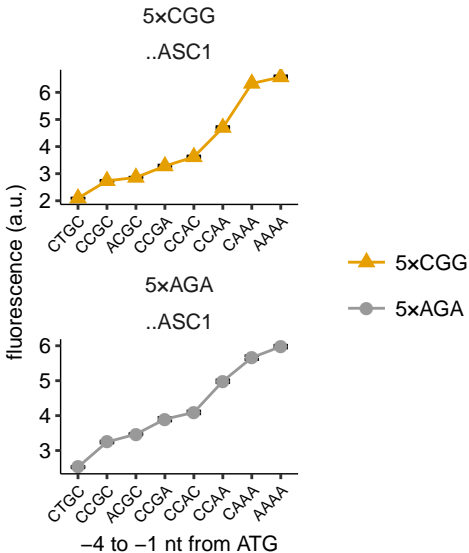 5×CGG
..ASC1
6
5
4
3
2
CTGC
CCGC
ACGC
CCGA
CCAC
CCAA
CAAA
AAAA
fluorescence (a.u.)
5×AGA
..ASC1
6
5
4
3
CTGC
CCGC
ACGC
CCGA
CCAC
CCAA
CAAA
AAAA
−4 to −1 nt from ATG
5×CGG
5×AGA